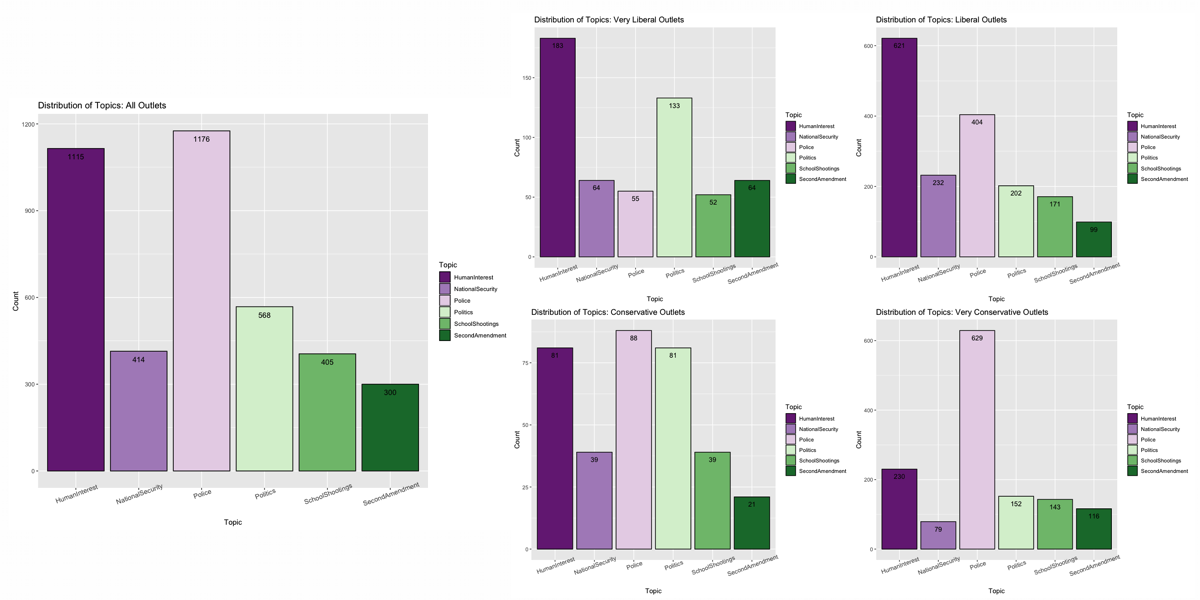 Distribution of Topics: All Outlets
1200
900
600
300
0
Count
1115
414
1176
568
405
300
HumanInterest
NationalSecurity
Police
Politics
SchoolShootings
SecondAmendment
Topic
Topic
HumanInterest
NationalSecurity
Police
Politics
SchoolShootings
SecondAmendment
Distribution of Topics: Very Liberal Outlets
150
100
50
0
Count
183
64
55
133
52
64
HumanInterest
NationalSecurity
Police
Politics
SchoolShootings
SecondAmendment
Topic
Topic
HumanInterest
NationalSecurity
Police
Politics
SchoolShootings
SecondAmendment
Distribution of Topics: Liberal Outlets
600
400
200
0
Count
621
232
404
202
171
99
HumanInterest
NationalSecurity
Police
Politics
SchoolShootings
SecondAmendment
Topic
Topic
HumanInterest
NationalSecurity
Police
Politics
SchoolShootings
SecondAmendment
Distribution of Topics: Conservative Outlets
75
50
25
0
Count
81
39
88
81
39
21
HumanInterest
NationalSecurity
Police
Politics
SchoolShootings
SecondAmendment
Topic
Topic
HumanInterest
NationalSecurity
Police
Politics
SchoolShootings
SecondAmendment
Distribution of Topics: Very Conservative Outlets
600
400
200
0
Count
230
79
629
152
143
116
HumanInterest
NationalSecurity
Police
Politics
SchoolShootings
SecondAmendment
Topic
Topic
HumanInterest
NationalSecurity
Police
Politics
SchoolShootings
SecondAmendment